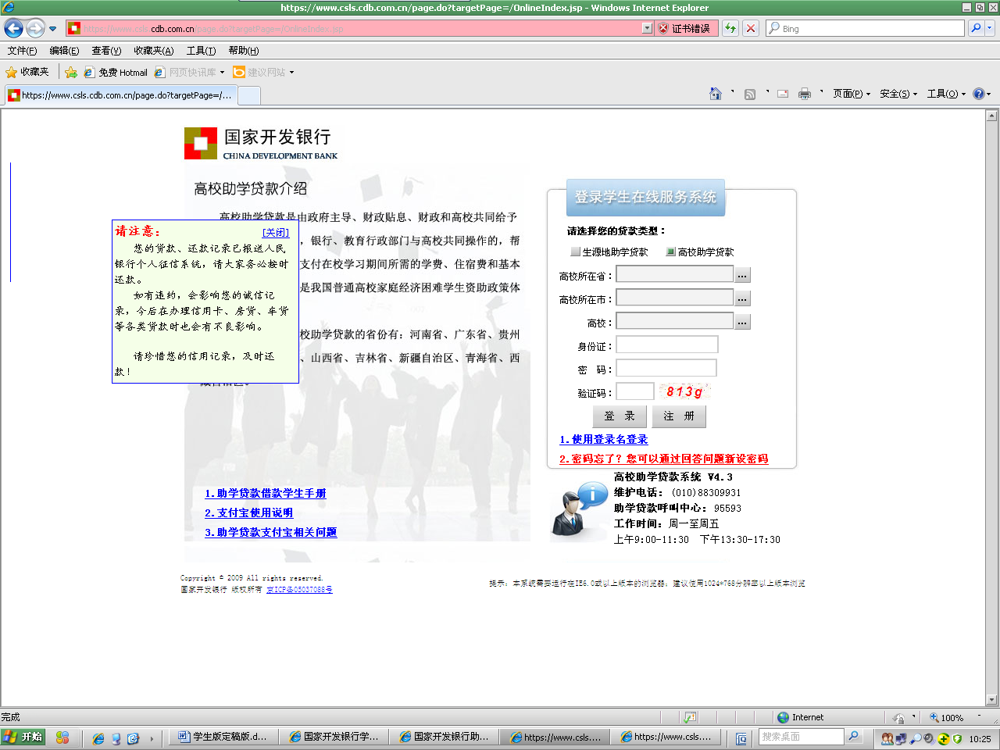 https://www.csls.cdb.com.cn/page.do?targetPage=/OnlineIndex.jsp - Windows Internet Explorer
https://www.csls.cdb.com.cn/page.do?targetPage=/OnlineIndex.jsp
证书错误
Bing
文件(F) 编辑(E) 查看(V) 收藏夹(A) 工具(T) 帮助(H)
收藏夹 免费 Hotmail 网页快讯库 建议网站
https://www.csls.cdb.com.cn/page.do?targetPage=/...
页面(P) 安全(S) 工具(O)
国家开发银行
CHINA DEVELOPMENT BANK
高校助学贷款介绍
高校助学贷款是由政府主导、财政贴息、财政和高校共同给予
，银行、教育行政部门与高校共同操作的，帮
支付在校学习期间所需的学费、住宿费和基本
是我国普通高校家庭经济困难学生资助政策体
校助学贷款的省份有：河南省、广东省、贵州
、山西省、吉林省、新疆自治区、青海省、西
请注意：
[关闭]
您的贷款、还款记录已报送人民
银行个人征信系统，请大家务必按时
还款。
如有违约，会影响您的诚信记
录，今后在办理信用卡、房贷、车贷
等各类贷款时也会有不良影响。
请珍惜您的信用记录，及时还
款！
1.助学贷款借款学生手册
2.支付宝使用说明
3.助学贷款支付宝相关问题
登录学生在线服务系统
请选择您的贷款类型：
生源地助学贷款 高校助学贷款
高校所在省： ...
高校所在市： ...
高校： ...
身份证：
密 码：
验证码： 813g
登 录 注 册
1.使用登录名登录
2.密码忘了？您可以通过回答问题新设密码
高校助学贷款系统 V4.3
维护电话：(010)88309931
助学贷款呼叫中心：95593
工作时间：周一至周五
上午9:00-11:30 下午13:30-17:30
Copyright © 2009 All rights reserved.
国家开发银行 版权所有 京ICP备05037088号
提示：本系统需要运行在IE6.0或以上版本的浏览器；建议使用1024*768分辨率以上版本浏览
完成
Internet
100%
开始
学生版定稿版.d...
国家开发银行学...
国家开发银行助...
https://www.csls....
https://www.csls....
搜索桌面
10:25